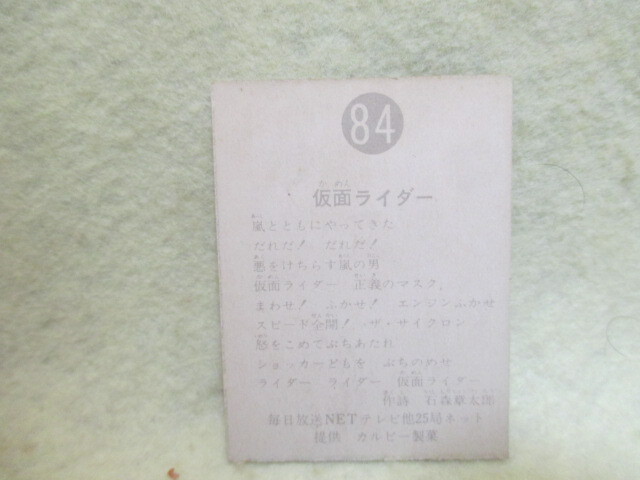 84
仮面ライダー
嵐とともにやってきた
だれだ! だれだ!
悪をけちらす嵐の男
仮面ライダー 正義のマスク、
まわせ! ふかせ! エンジンふかせ
スピード全開! ザ・サイクロン
怒をこめてぶちあたれ
ショッカーどもを ぶちのめせ
ライダー ライダー 仮面ライダー
作詩 石森章太郎
毎日放送NETテレビ他25局ネット
提供 カルビー製菓